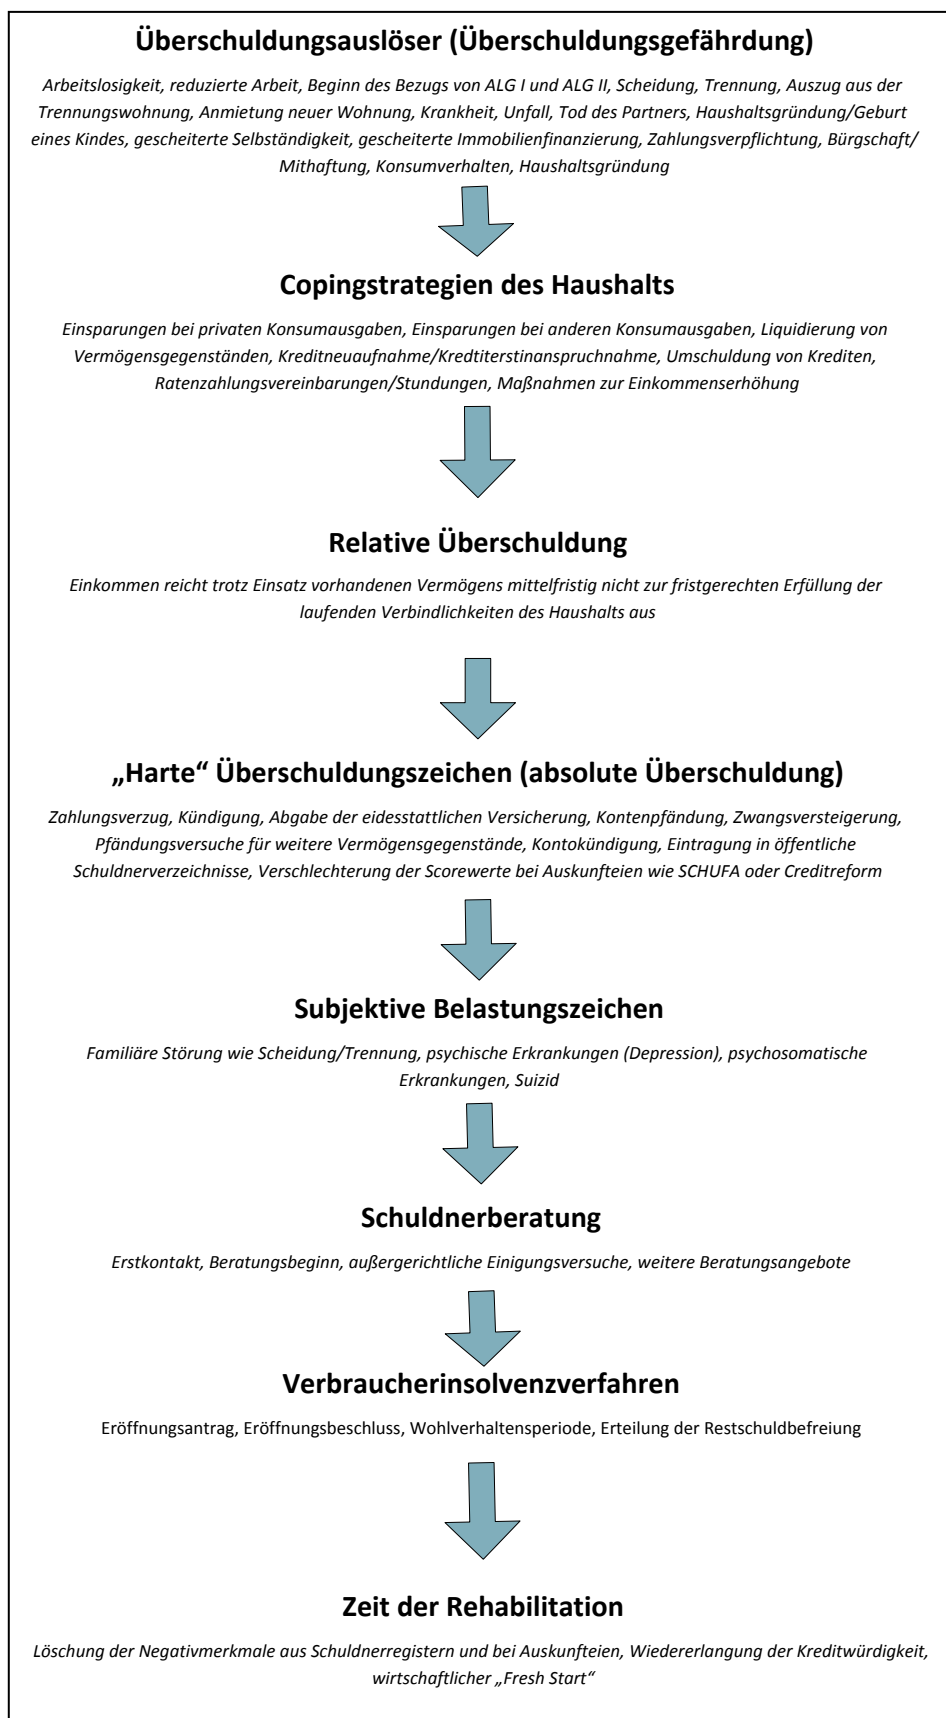 Überschuldungsauslöser (Überschuldungsgefährdung)
Arbeitslosigkeit, reduzierte Arbeit, Beginn des Bezugs von ALG I und ALG II, Scheidung, Trennung, Auszug aus der
Trennungswohnung, Anmietung neuer Wohnung, Krankheit, Unfall, Tod des Partners, Haushaltsgründung/Geburt
eines Kindes, gescheiterte Selbständigkeit, gescheiterte Immobilienfinanzierung, Zahlungsverpflichtung, Bürgschaft/
Mithaftung, Konsumverhalten, Haushaltsgründung
Copingstrategien des Haushalts
Einsparungen bei privaten Konsumausgaben, Einsparungen bei anderen Konsumausgaben, Liquidierung von
Vermögensgegenständen, Kreditneuaufnahme/Kredtiterstinanspruchnahme, Umschuldung von Krediten,
Ratenzahlungsvereinbarungen/Stundungen, Maßnahmen zur Einkommenserhöhung
Relative Überschuldung
Einkommen reicht trotz Einsatz vorhandenen Vermögens mittelfristig nicht zur fristgerechten Erfüllung der
laufenden Verbindlichkeiten des Haushalts aus
„Harte“ Überschuldungszeichen (absolute Überschuldung)
Zahlungsverzug, Kündigung, Abgabe der eidesstattlichen Versicherung, Kontenpfändung, Zwangsversteigerung,
Pfändungsversuche für weitere Vermögensgegenstände, Kontokündigung, Eintragung in öffentliche
Schuldnerverzeichnisse, Verschlechterung der Scorewerte bei Auskunfteien wie SCHUFA oder Creditreform
Subjektive Belastungszeichen
Familiäre Störung wie Scheidung/Trennung, psychische Erkrankungen (Depression), psychosomatische
Erkrankungen, Suizid
Schuldnerberatung
Erstkontakt, Beratungsbeginn, außergerichtliche Einigungsversuche, weitere Beratungsangebote
Verbraucherinsolvenzverfahren
Eröffnungsantrag, Eröffnungsbeschluss, Wohlverhaltensperiode, Erteilung der Restschuldbefreiung
Zeit der Rehabilitation
Löschung der Negativmerkmale aus Schuldnerregistern und bei Auskunfteien, Wiedererlangung der Kreditwürdigkeit,
wirtschaftlicher „Fresh Start“